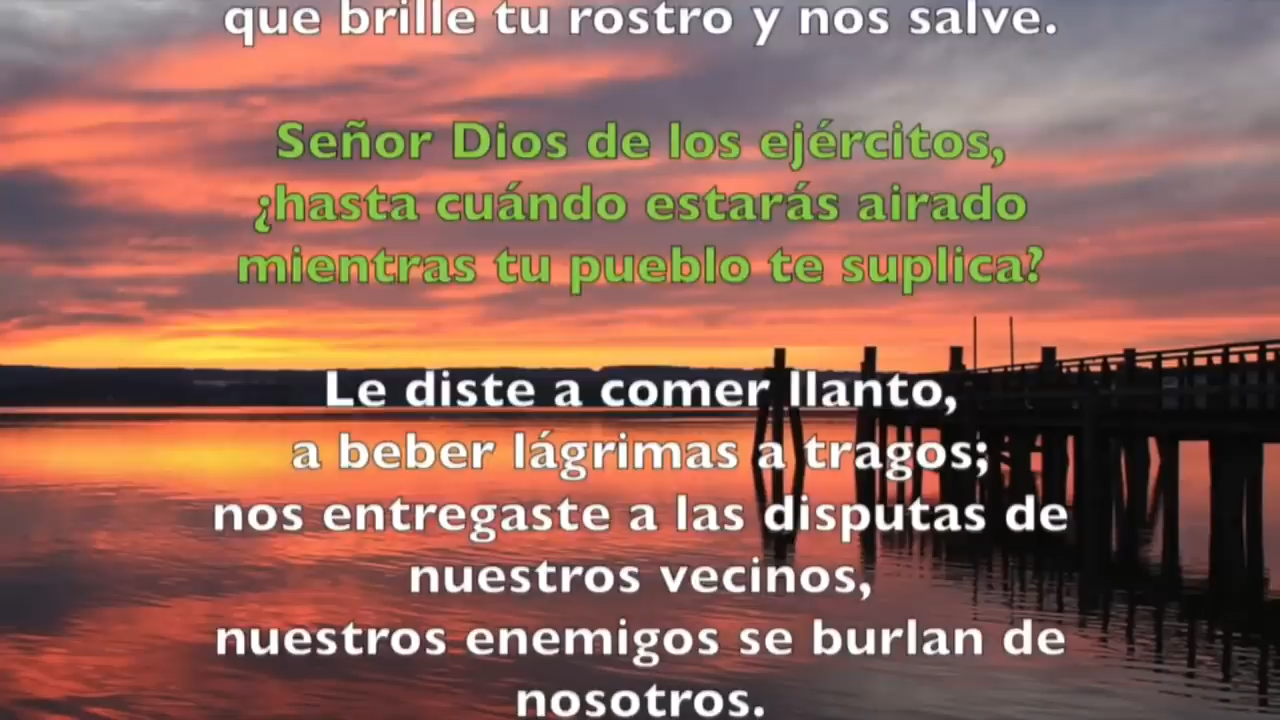 que brille tu rostro y nos salve.
Señor Dios de los ejércitos,
¿hasta cuándo estarás airado
mientras tu pueblo te suplica?
Le diste a comer llanto,
a beber lágrimas a tragos;
nos entregaste a las disputas de
nuestros vecinos,
nuestros enemigos se burlan de
nosotros.